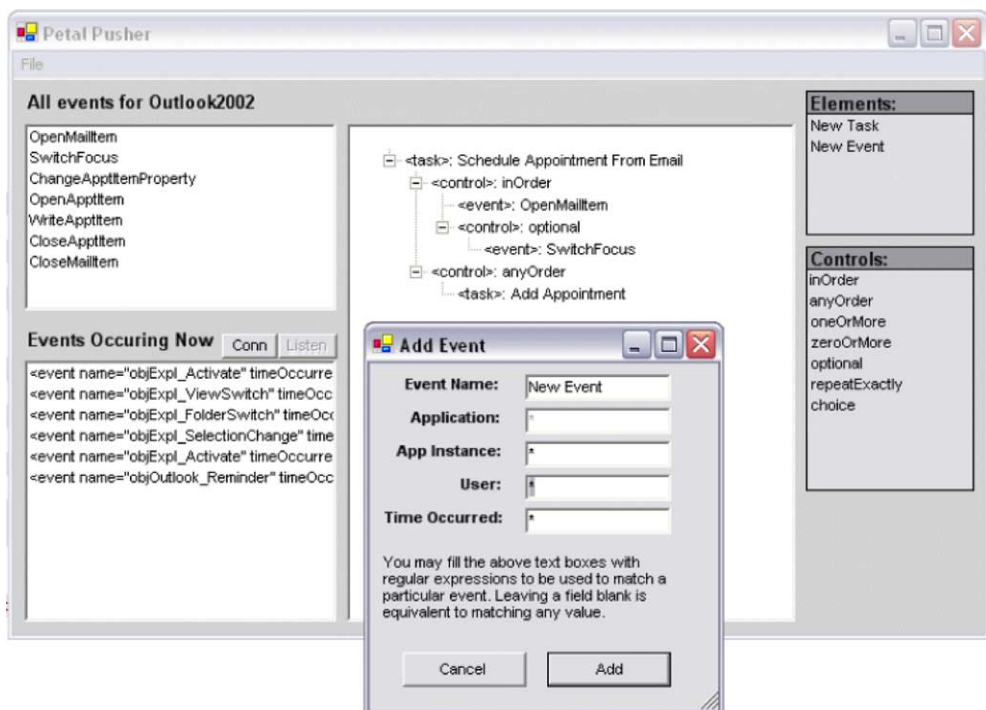 Petal Pusher
File
All events for Outlook2002
OpenMailItem
SwitchFocus
ChangeApptItemProperty
OpenApptItem
WriteApptItem
CloseApptItem
CloseMailItem
Events Occuring Now
Conn
Listen
<event name="objExpl_Activate" timeOccurre
<event name="objExpl_ViewSwitch" timeOcc
<event name="objExpl_FolderSwitch" timeOcc
<event name="objExpl_SelectionChange" time
<event name="objExpl_Activate" timeOccurre
<event name="objOutlook_Reminder" timeOcc
<task>: Schedule Appointment From Email
<control>: inOrder
<event>: OpenMailItem
<control>: optional
<event>: SwitchFocus
<control>: anyOrder
<task>: Add Appointment
Elements:
New Task
New Event
Controls:
inOrder
anyOrder
oneOrMore
zeroOrMore
optional
repeatExactly
choice
Add Event
Event Name: New Event
Application: *
App Instance: *
User: *
Time Occurred: *
You may fill the above text boxes with
regular expressions to be used to match a
particular event. Leaving a field blank is
equivalent to matching any value.
Cancel
Add